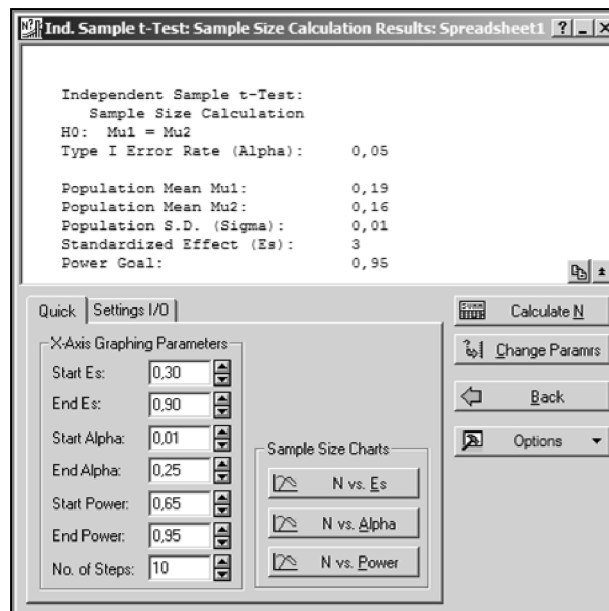 Ind. Sample t-Test: Sample Size Calculation Results: Spreadsheet1
Independent Sample t-Test:
Sample Size Calculation
H0: Mu1 = Mu2
Type I Error Rate (Alpha): 0,05
Population Mean Mu1: 0,19
Population Mean Mu2: 0,16
Population S.D. (Sigma): 0,01
Standardized Effect (Es): 3
Power Goal: 0,95
Quick Settings I/O
X-Axis Graphing Parameters
Start Es: 0,30
End Es: 0,90
Start Alpha: 0,01
End Alpha: 0,25
Start Power: 0,65
End Power: 0,95
No. of Steps: 10
Sample Size Charts
N vs. Es
N vs. Alpha
N vs. Power
Calculate N
Change Paramrs
Back
Options